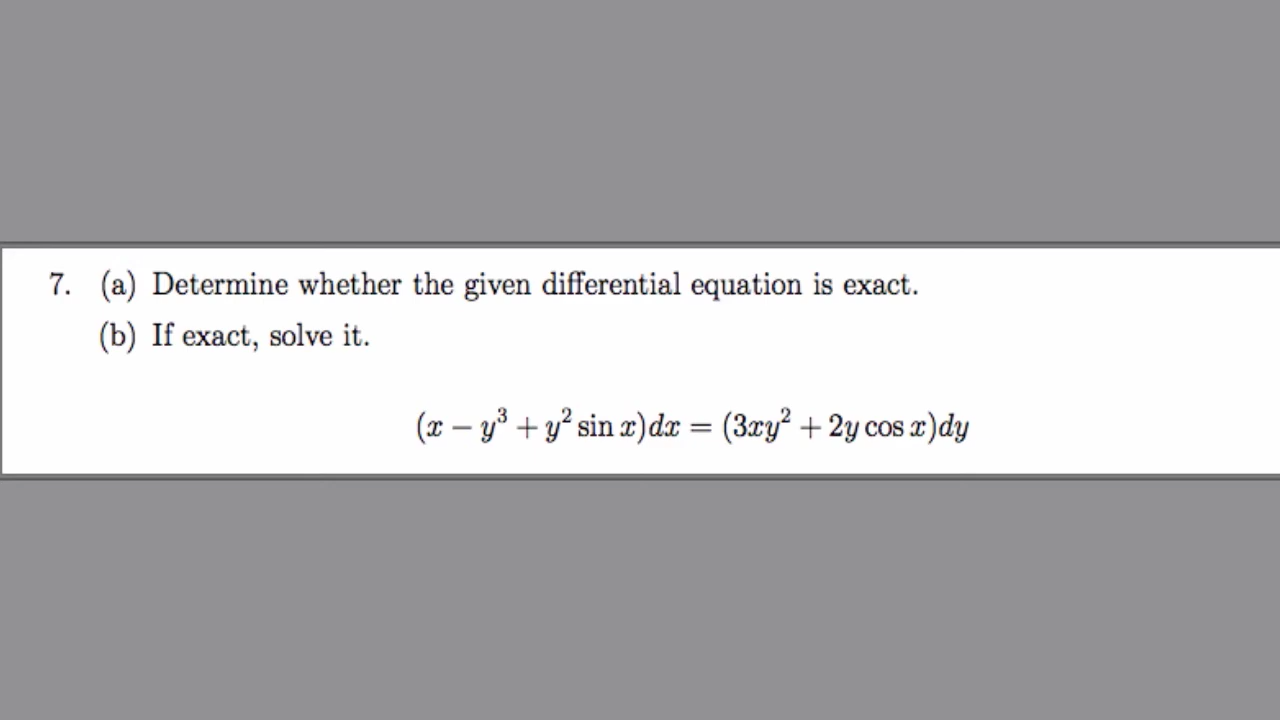 7. (a) Determine whether the given differential equation is exact.
(b) If exact, solve it.
(x − y³ + y² sin x)dx = (3xy² + 2y cos x)dy